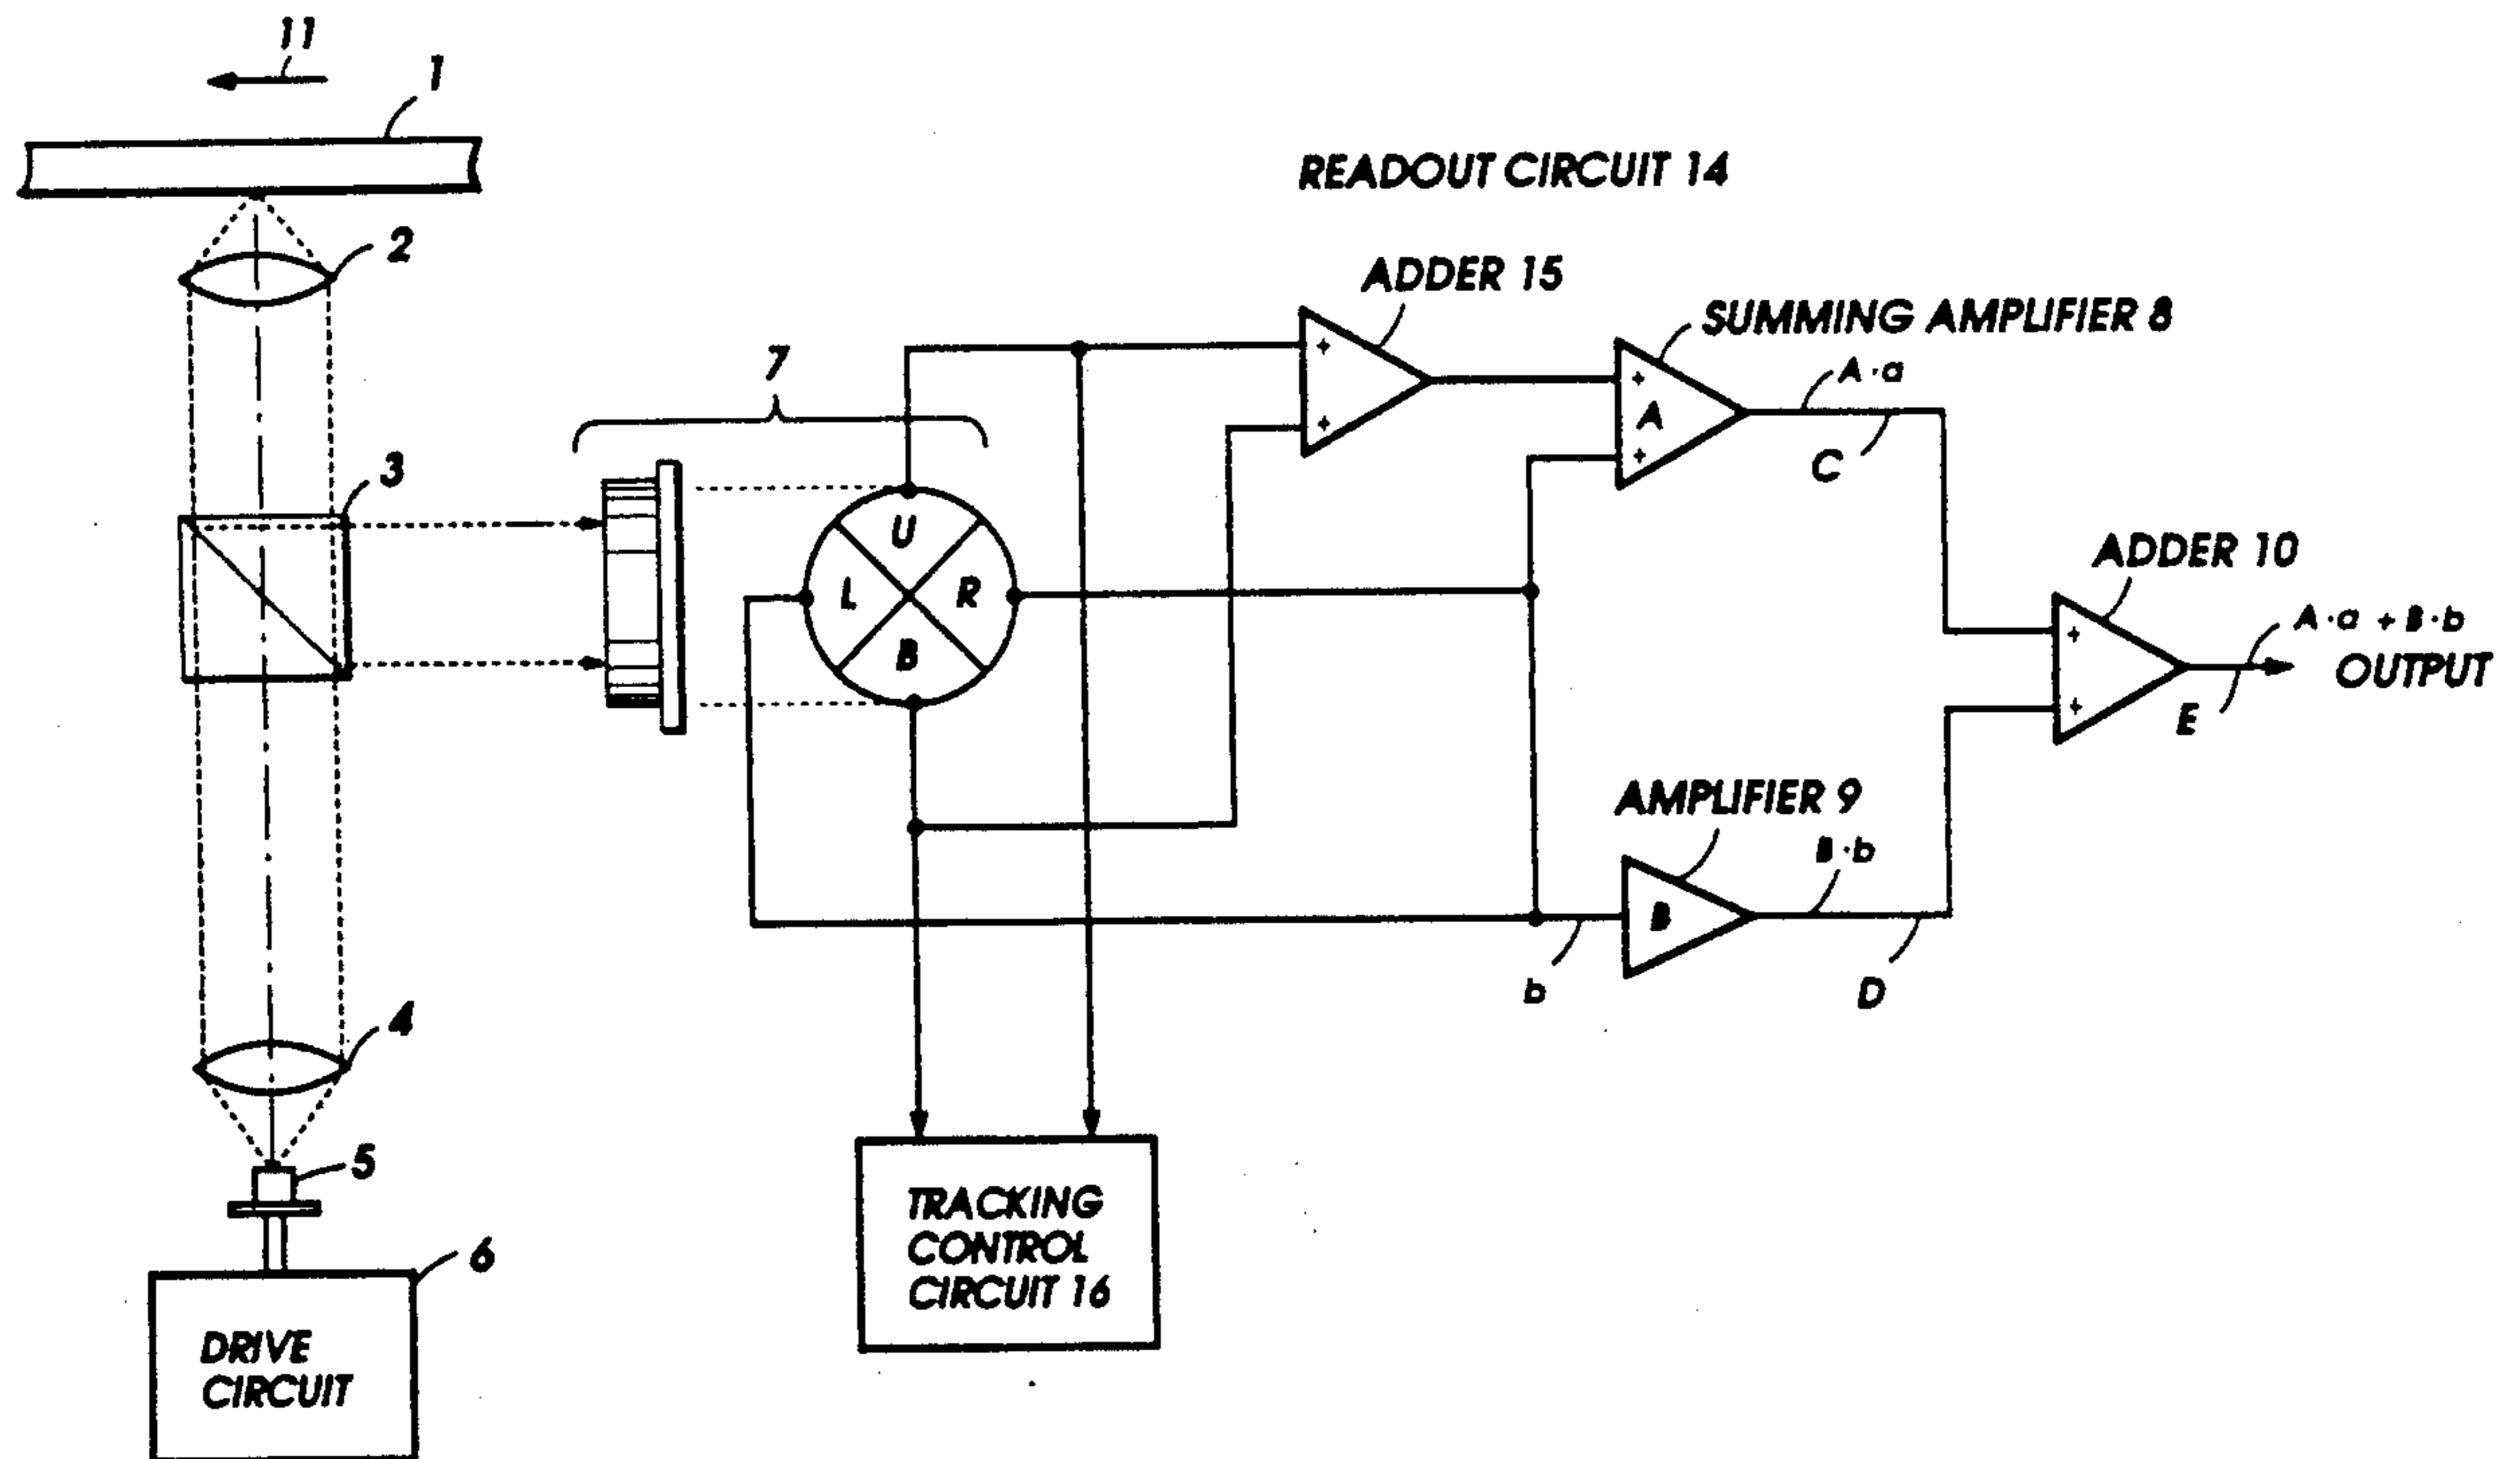 11
1
READOUT CIRCUIT 14
2
ADDER 15
SUMMING AMPLIFIER 8
7
+
+
+
A
+
A·a
C
3
U
L
R
B
ADDER 10
+
+
A·a + B·b
OUTPUT
E
AMPLIFIER 9
B·b
B
b
D
4
5
TRACKING
CONTROL
CIRCUIT 16
6
DRIVE
CIRCUIT